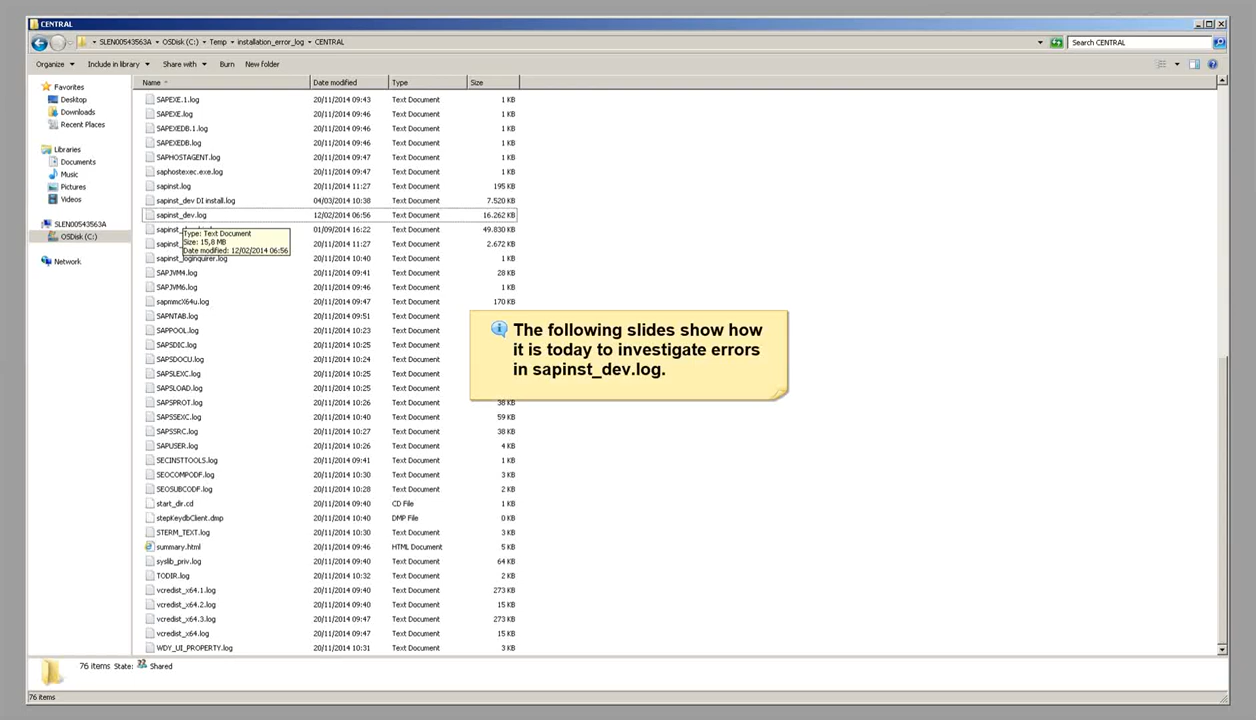 CENTRAL
SLEN00543563A ▸ OSDisk (C:) ▸ Temp ▸ installation_error_log ▸ CENTRAL
Search CENTRAL
Organize Include in library Share with Burn New folder
Name Date modified Type Size
Favorites
Desktop
Downloads
Recent Places
Libraries
Documents
Music
Pictures
Videos
SLEN00543563A
OSDisk (C:)
Network
SAPEXE.1.log 20/11/2014 09:43 Text Document 1 KB
SAPEXE.log 20/11/2014 09:46 Text Document 1 KB
SAPEXEDB.1.log 20/11/2014 09:46 Text Document 1 KB
SAPEXEDB.log 20/11/2014 09:46 Text Document 1 KB
SAPHOSTAGENT.log 20/11/2014 09:47 Text Document 1 KB
saphostexec.exe.log 20/11/2014 09:47 Text Document 1 KB
sapinst.log 20/11/2014 11:27 Text Document 195 KB
sapinst_dev DI install.log 04/03/2014 10:38 Text Document 7.520 KB
sapinst_dev.log 12/02/2014 06:56 Text Document 16.262 KB
sapinst_ 01/09/2014 16:22 Text Document 49.830 KB
sapinst_ 20/11/2014 11:27 Text Document 2.672 KB
sapinst_loginquirer.log 20/11/2014 10:40 Text Document 1 KB
Type: Text Document
Size: 15,8 MB
Date modified: 12/02/2014 06:56
SAPJVM4.log 20/11/2014 09:41 Text Document 28 KB
SAPJVM6.log 20/11/2014 09:46 Text Document 1 KB
sapmmcX64u.log 20/11/2014 09:47 Text Document 170 KB
SAPNTAB.log 20/11/2014 09:51 Text Document
SAPPOOL.log 20/11/2014 10:23 Text Document
SAPSDIC.log 20/11/2014 10:25 Text Document
SAPSDOCU.log 20/11/2014 10:24 Text Document
SAPSLEXC.log 20/11/2014 10:25 Text Document
SAPSLOAD.log 20/11/2014 10:25 Text Document
SAPSPROT.log 20/11/2014 10:26 Text Document 38 KB
SAPSSEXC.log 20/11/2014 10:40 Text Document 59 KB
SAPSSRC.log 20/11/2014 10:27 Text Document 38 KB
SAPUSER.log 20/11/2014 10:26 Text Document 4 KB
SECINSTTOOLS.log 20/11/2014 09:41 Text Document 1 KB
SEOCOMPODF.log 20/11/2014 10:30 Text Document 3 KB
SEOSUBCODF.log 20/11/2014 10:28 Text Document 2 KB
start_dir.cd 20/11/2014 09:40 CD File 1 KB
stepKeydbClient.dmp 20/11/2014 10:40 DMP File 0 KB
STERM_TEXT.log 20/11/2014 10:30 Text Document 3 KB
summary.html 20/11/2014 09:46 HTML Document 5 KB
syslib_priv.log 20/11/2014 09:40 Text Document 64 KB
TODIR.log 20/11/2014 10:32 Text Document 2 KB
vcredist_x64.1.log 20/11/2014 09:40 Text Document 273 KB
vcredist_x64.2.log 20/11/2014 09:40 Text Document 15 KB
vcredist_x64.3.log 20/11/2014 09:47 Text Document 273 KB
vcredist_x64.log 20/11/2014 09:47 Text Document 15 KB
WDY_UI_PROPERTY.log 20/11/2014 10:31 Text Document 3 KB
The following slides show how
it is today to investigate errors
in sapinst_dev.log.
76 items State: Shared
76 items